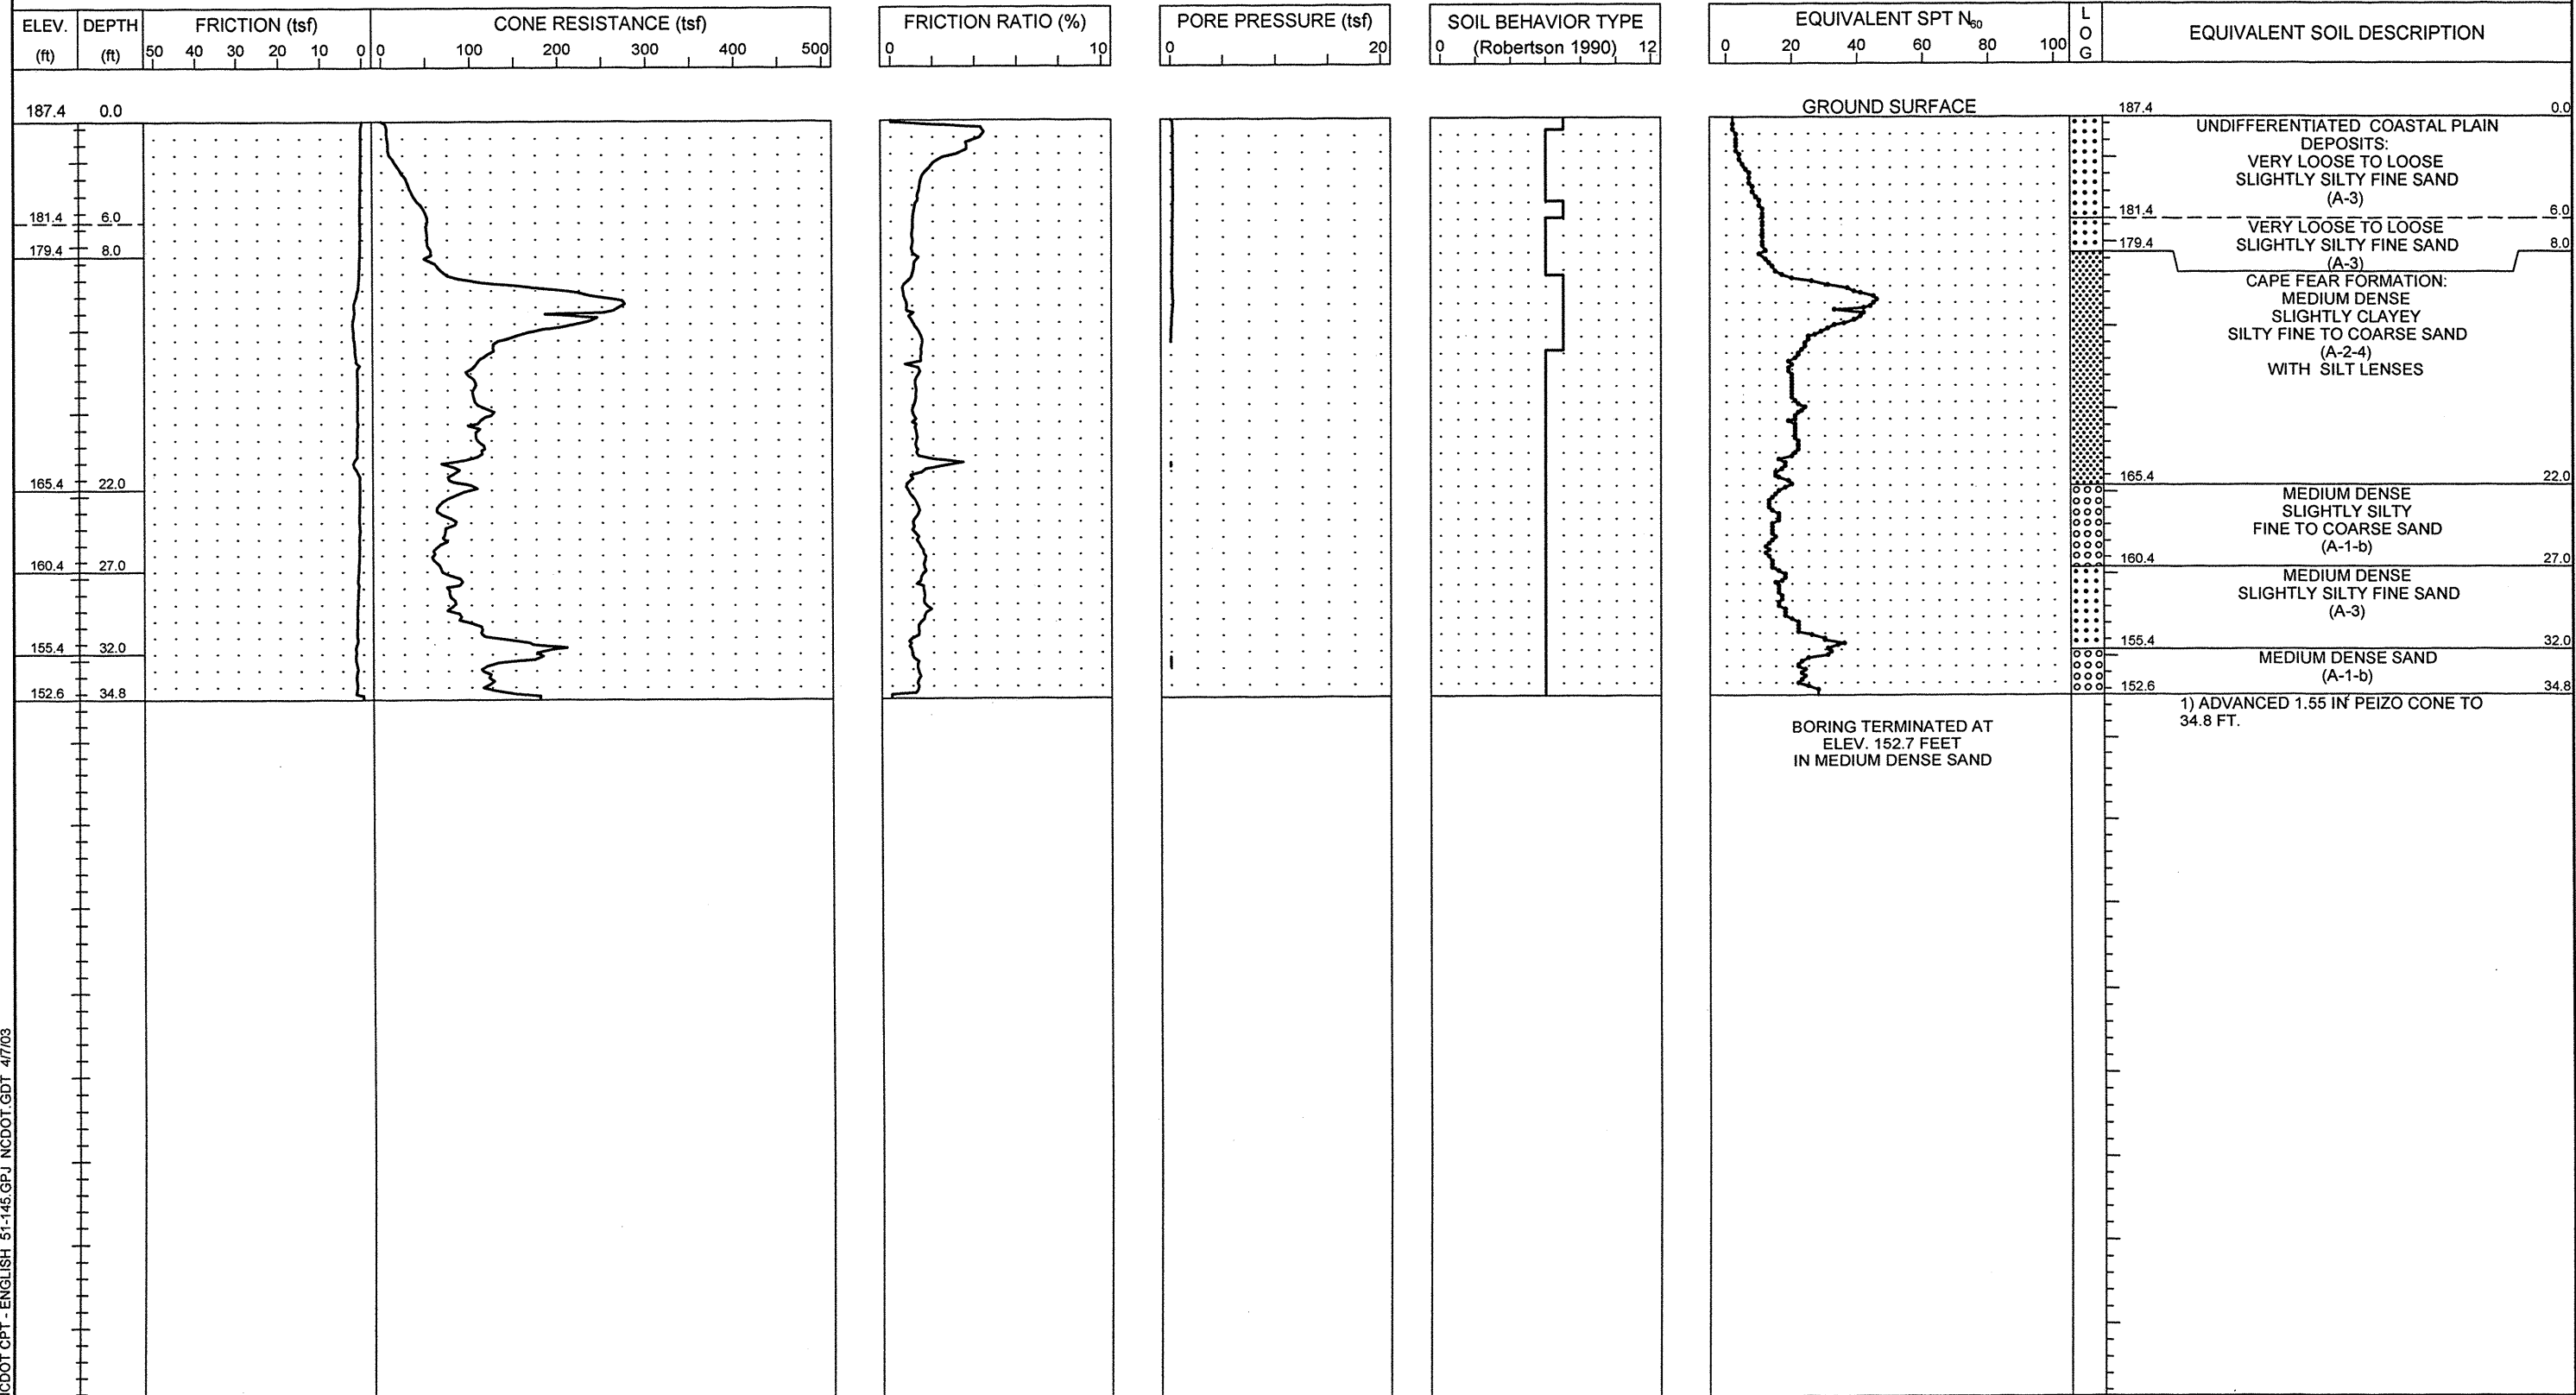 ELEV. (ft)
DEPTH (ft)
FRICTION (tsf)
50 40 30 20 10 0
CONE RESISTANCE (tsf)
0 100 200 300 400 500
FRICTION RATIO (%)
0 10
PORE PRESSURE (tsf)
0 20
SOIL BEHAVIOR TYPE
(Robertson 1990)
0 12
EQUIVALENT SPT N60
0 20 40 60 80 100
L
O
G
EQUIVALENT SOIL DESCRIPTION
187.4 0.0
181.4 6.0
179.4 8.0
165.4 22.0
160.4 27.0
155.4 32.0
152.6 34.8
GROUND SURFACE
187.4 0.0
UNDIFFERENTIATED COASTAL PLAIN
DEPOSITS:
VERY LOOSE TO LOOSE
SLIGHTLY SILTY FINE SAND
(A-3)
181.4 6.0
VERY LOOSE TO LOOSE
SLIGHTLY SILTY FINE SAND
(A-3)
179.4 8.0
CAPE FEAR FORMATION:
MEDIUM DENSE
SLIGHTLY CLAYEY
SILTY FINE TO COARSE SAND
(A-2-4)
WITH SILT LENSES
165.4 22.0
MEDIUM DENSE
SLIGHTLY SILTY
FINE TO COARSE SAND
(A-1-b)
160.4 27.0
MEDIUM DENSE
SLIGHTLY SILTY FINE SAND
(A-3)
155.4 32.0
MEDIUM DENSE SAND
(A-1-b)
152.6 34.8
1) ADVANCED 1.55 IN² PEIZO CONE TO
34.8 FT.
BORING TERMINATED AT
ELEV. 152.7 FEET
IN MEDIUM DENSE SAND
CDOT CPT - ENGLISH 51-145.GPJ NCDOT.GDT 4/7/03